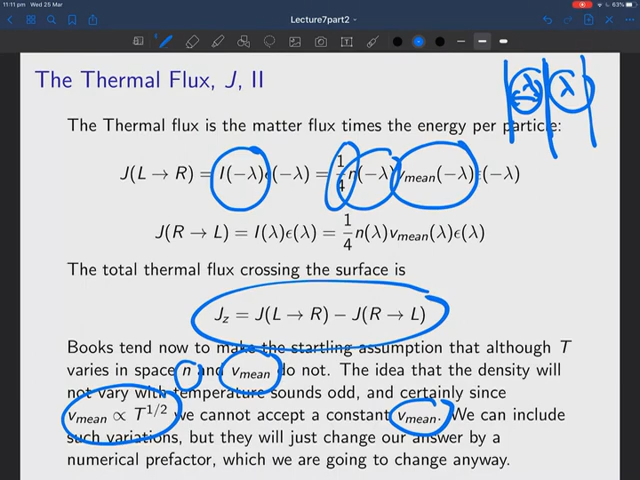 11:11 pm Wed 25 Mar
63%
Lecture7part2
The Thermal Flux, J, II
λ λ
The Thermal flux is the matter flux times the energy per particle:
J(L → R) = I(−λ)ϵ(−λ) = 1/4 n(−λ)v_mean(−λ)ϵ(−λ)
J(R → L) = I(λ)ϵ(λ) = 1/4 n(λ)v_mean(λ)ϵ(λ)
The total thermal flux crossing the surface is
J_z = J(L → R) − J(R → L)
Books tend now to make the startling assumption that although T
varies in space n and v_mean do not. The idea that the density will
not vary with temperature sounds odd, and certainly since
v_mean ∝ T^1/2 we cannot accept a constant v_mean. We can include
such variations, but they will just change our answer by a
numerical prefactor, which we are going to change anyway.